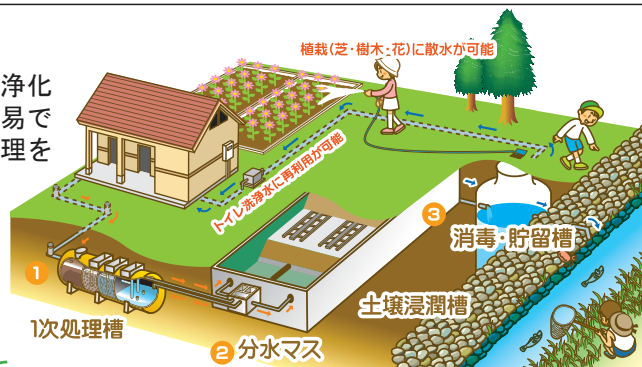 植栽(芝・樹木・花)に散水が可能
浄化
易で
理を
トイレ洗浄水に再利用が可能
3
消毒・貯留槽
1
土壌浸潤槽
1次処理槽
2 分水マス